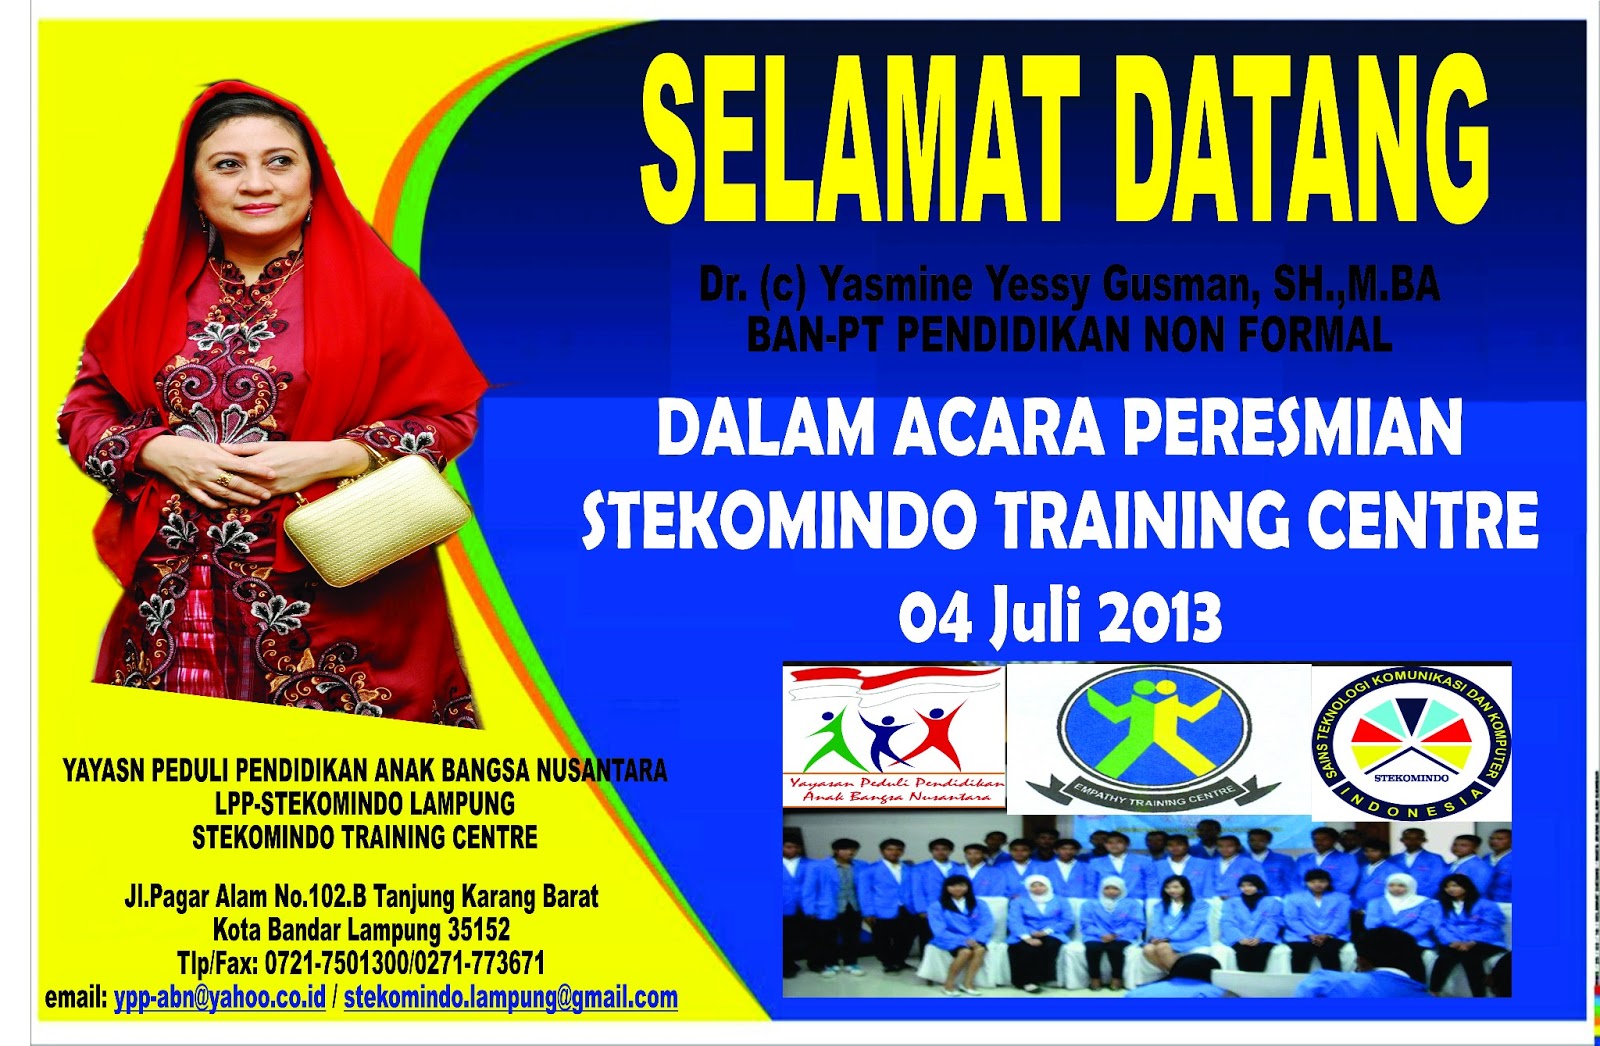 SELAMAT DATANG
Dr. (c) Yasmine Yessy Gusman, SH.,M.BA
BAN-PT PENDIDIKAN NON FORMAL
DALAM ACARA PERESMIAN
STEKOMINDO TRAINING CENTRE
04 Juli 2013
Yayasan Peduli Pendidikan
Anak Bangsa Nusantara
EMPATHY TRAINING CENTRE
SAINS TEKNOLOGI KOMUNIKASI DAN KOMPUTER
STEKOMINDO
INDONESIA
YAYASN PEDULI PENDIDIKAN ANAK BANGSA NUSANTARA
LPP-STEKOMINDO LAMPUNG
STEKOMINDO TRAINING CENTRE
Jl.Pagar Alam No.102.B Tanjung Karang Barat
Kota Bandar Lampung 35152
Tlp/Fax: 0721-7501300/0271-773671
email: ypp-abn@yahoo.co.id / stekomindo.lampung@gmail.com